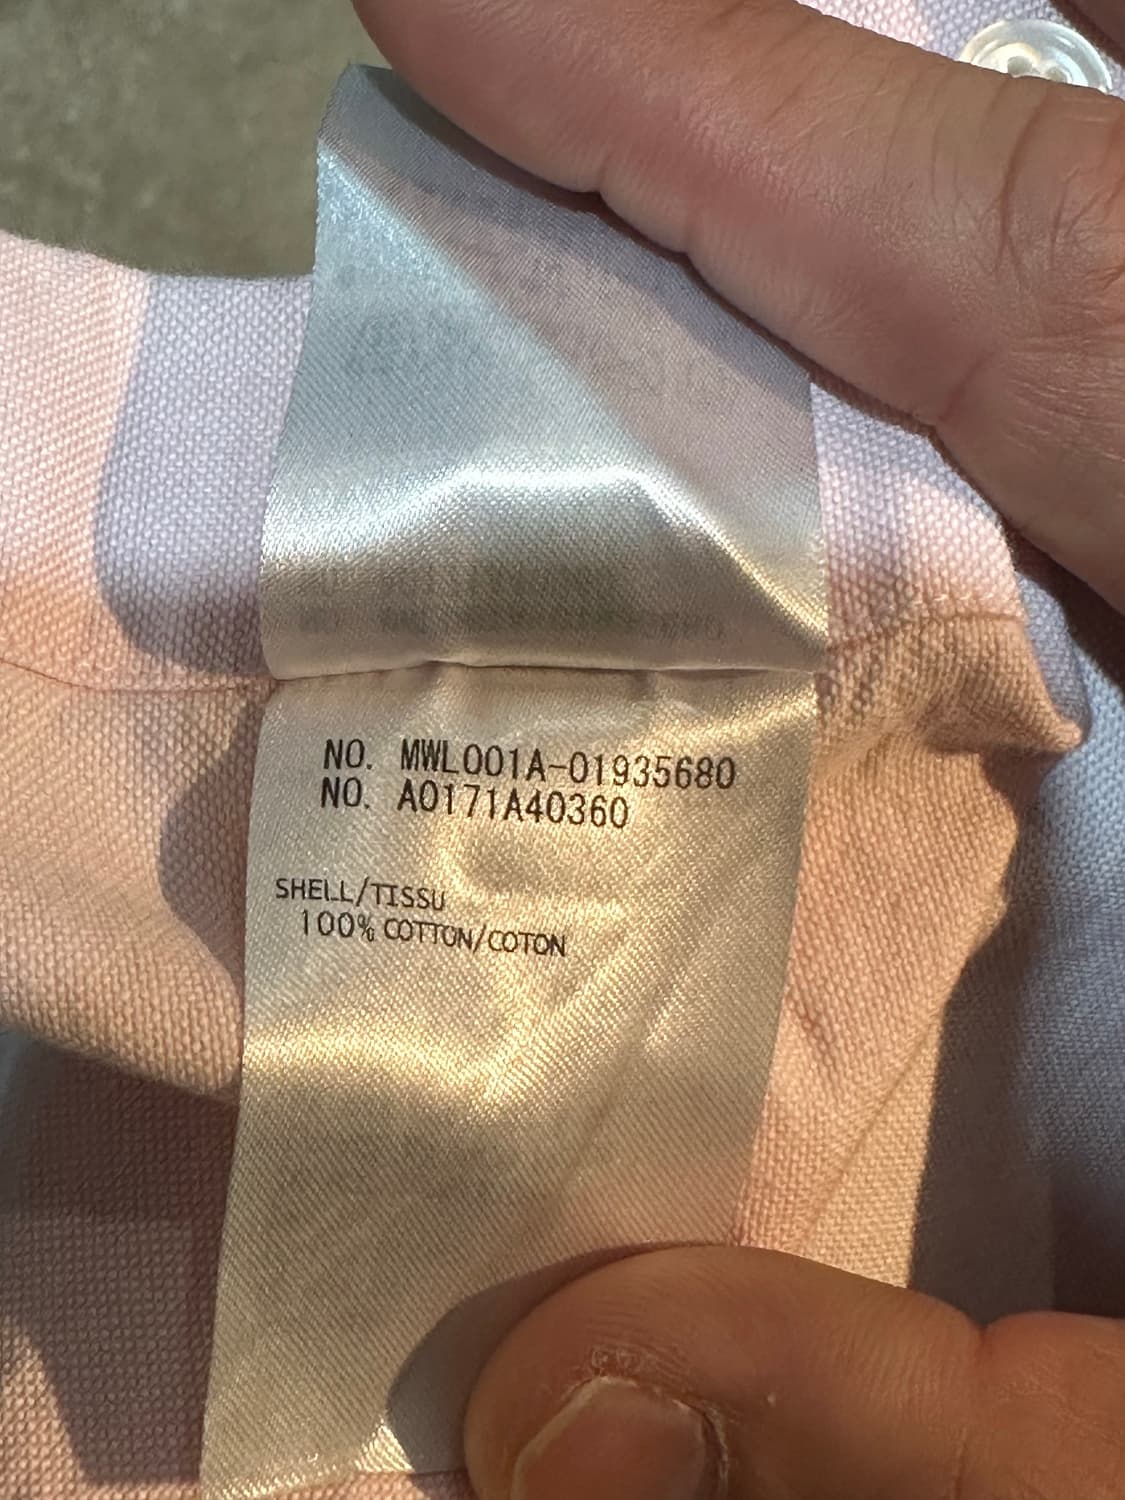 NO. MWL001A-01935680
NO. A0171A40360
SHELL/TISSU
100% COTTON/COTON